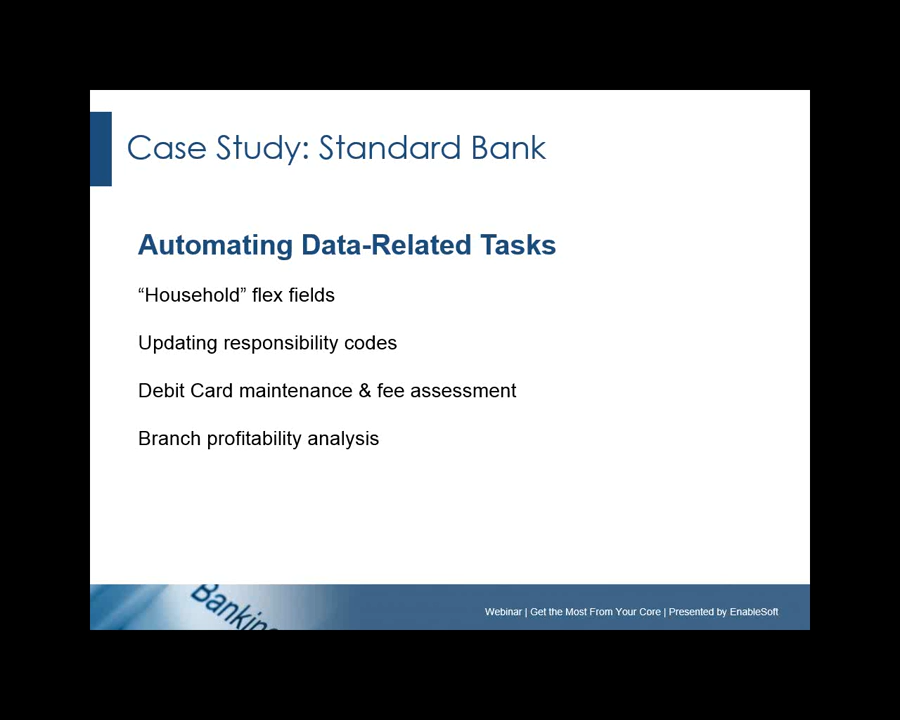 Case Study: Standard Bank
Automating Data-Related Tasks
“Household” flex fields
Updating responsibility codes
Debit Card maintenance & fee assessment
Branch profitability analysis
Banking
Webinar | Get the Most From Your Core | Presented by EnableSoft